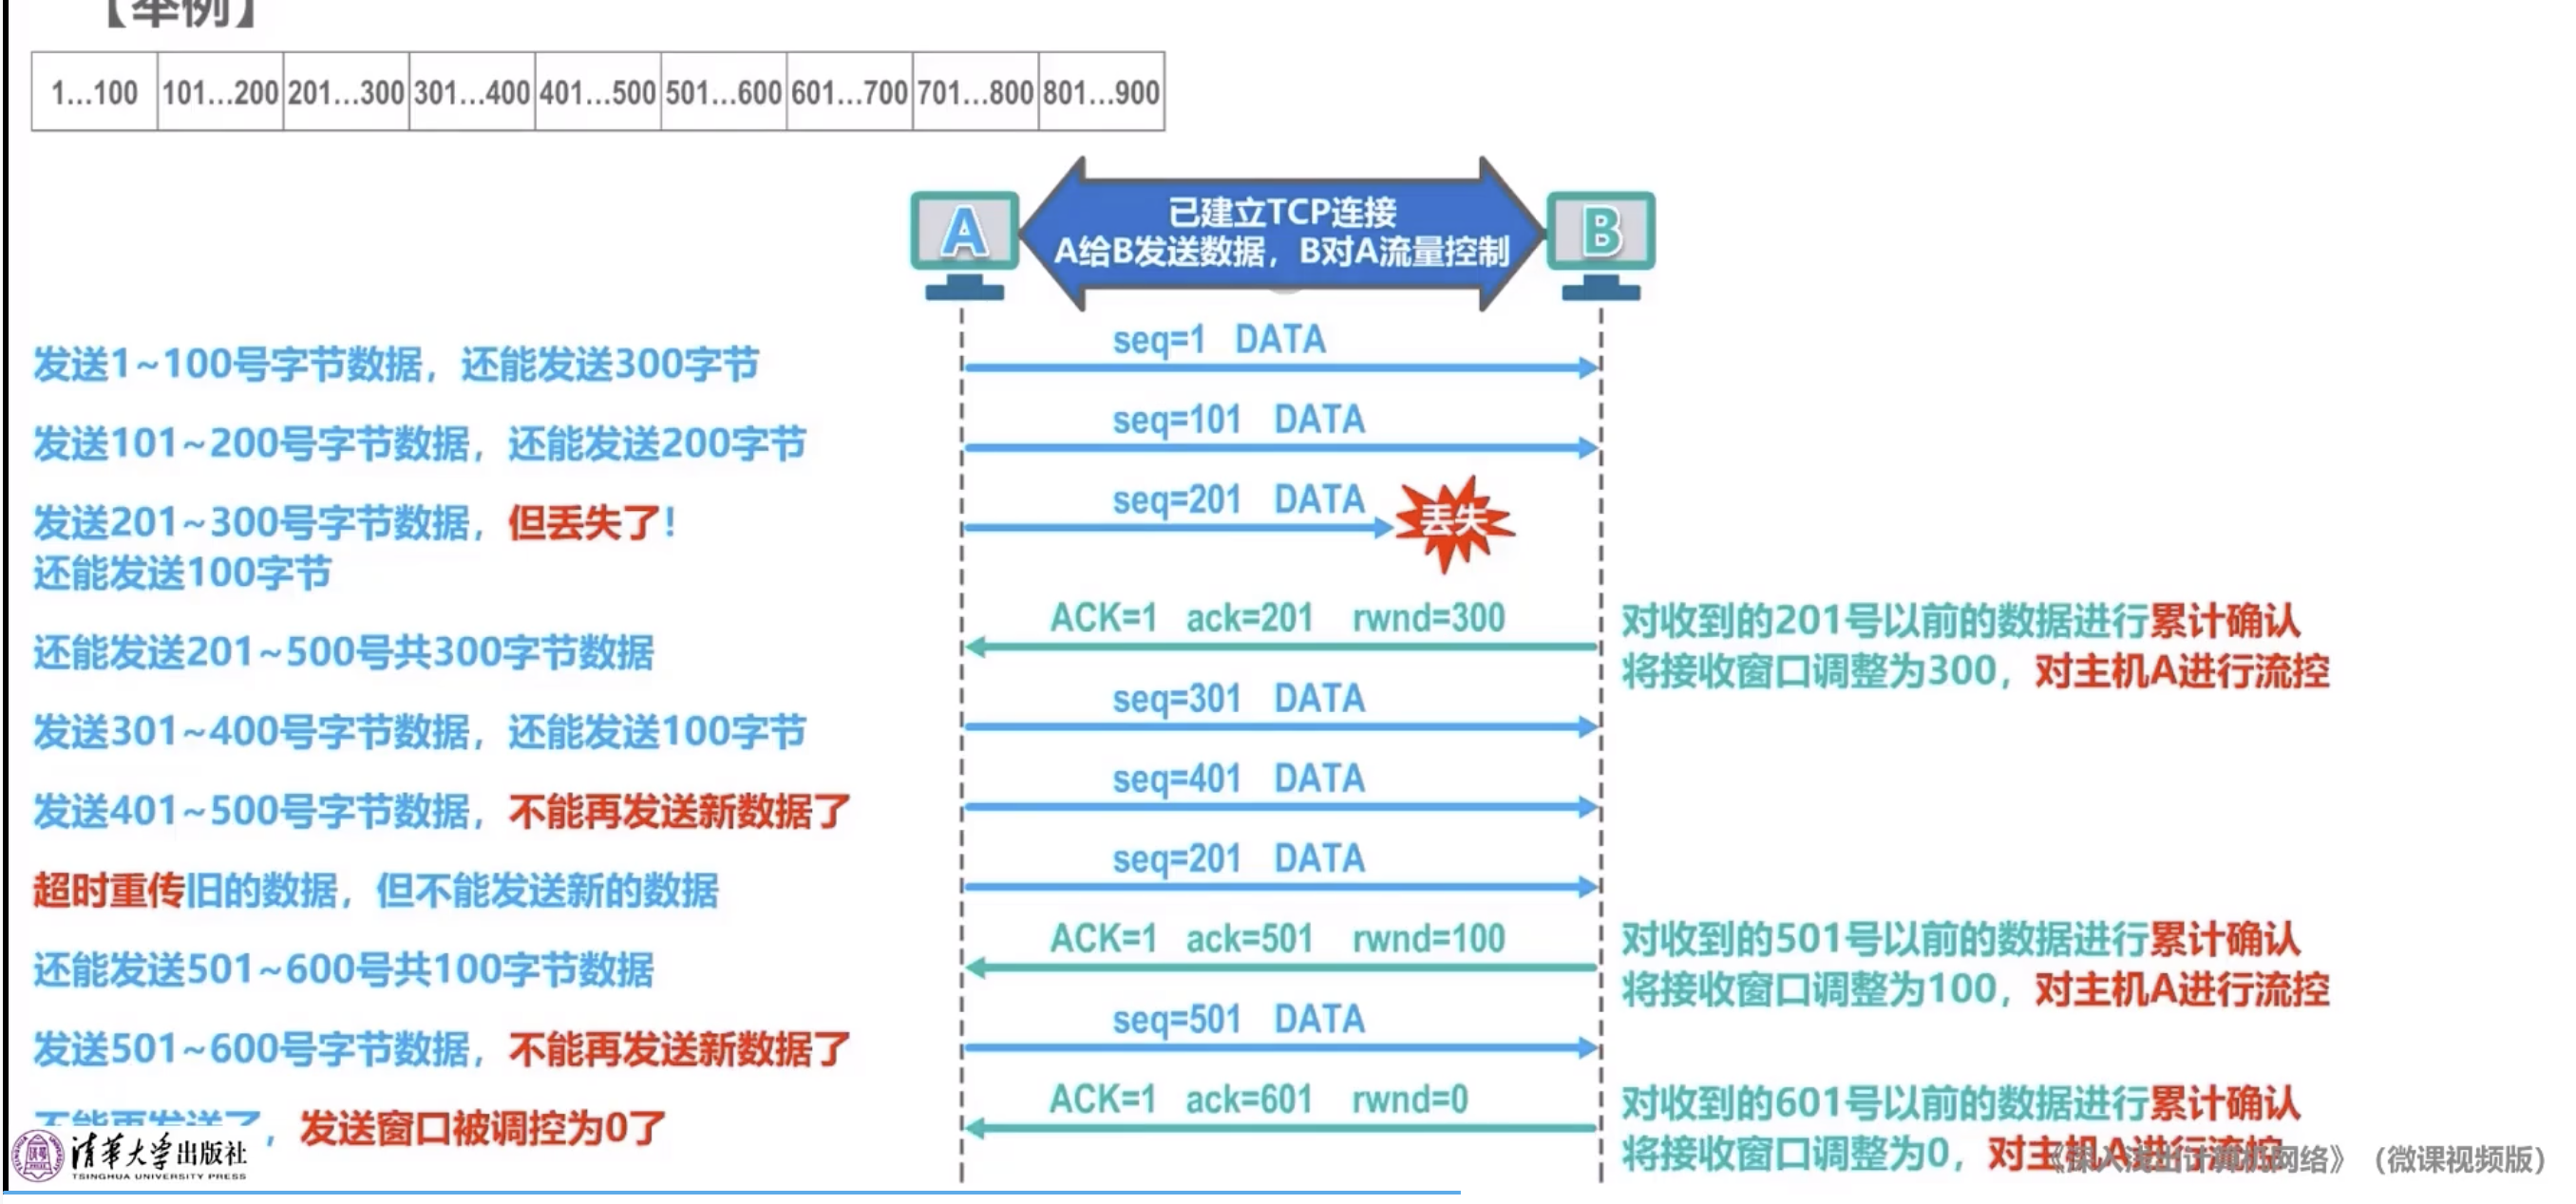 【举例】
1...100 101...200 201...300 301...400 401...500 501...600 601...700 701...800 801...900
A
已建立TCP连接
A给B发送数据，B对A流量控制
B
发送1~100号字节数据，还能发送300字节
seq=1 DATA
发送101~200号字节数据，还能发送200字节
seq=101 DATA
发送201~300号字节数据，但丢失了！
还能发送100字节
seq=201 DATA
丢失
还能发送201~500号共300字节数据
ACK=1 ack=201 rwnd=300
对收到的201号以前的数据进行累计确认
将接收窗口调整为300，对主机A进行流控
发送301~400号字节数据，还能发送100字节
seq=301 DATA
发送401~500号字节数据，不能再发送新数据了
seq=401 DATA
超时重传旧的数据，但不能发送新的数据
seq=201 DATA
还能发送501~600号共100字节数据
ACK=1 ack=501 rwnd=100
对收到的501号以前的数据进行累计确认
将接收窗口调整为100，对主机A进行流控
发送501~600号字节数据，不能再发送新数据了
seq=501 DATA
不能再发送了，发送窗口被调控为0了
ACK=1 ack=601 rwnd=0
对收到的601号以前的数据进行累计确认
将接收窗口调整为0，对主机A进行流控
清华大学出版社
TSINGHUA UNIVERSITY PRESS
《深入浅出计算机网络》（微课视频版）